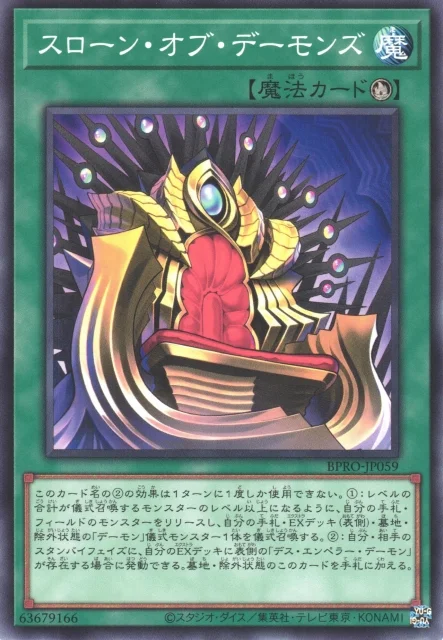 スローン・オブ・デーモンズ 魔
【魔法カード】
BPRO-JP059
このカード名の②の効果は1ターンに1度しか使用できない。①：レベルの
合計が儀式召喚するモンスターのレベル以上になるように、自分の手札・
フィールドのモンスターをリリースし、自分の手札・EXデッキ（表側）・墓地・
除外状態の「デーモン」儀式モンスター1体を儀式召喚する。②：自分・相手の
スタンバイフェイズに、自分のEXデッキに表側の「デス・エンペラー・デーモン」
が存在する場合に発動できる。墓地・除外状態のこのカードを手札に加える。
63679166
©スタジオ・ダイス／集英社・テレビ東京・KONAMI